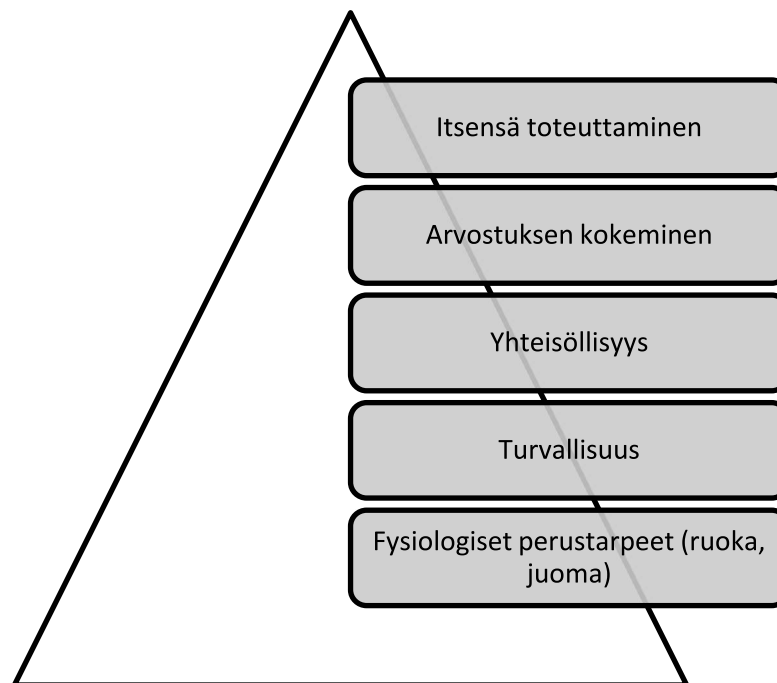 Itsensä toteuttaminen
Arvostuksen kokeminen
Yhteisöllisyys
Turvallisuus
Fysiologiset perustarpeet (ruoka,
juoma)